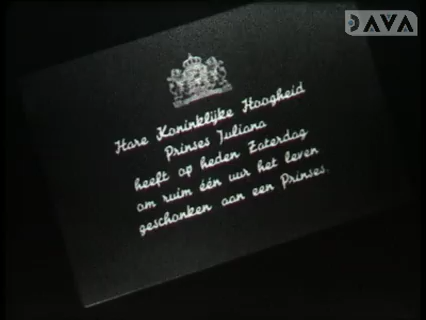 DAVA
Hare Koninklijke Hoogheid
Prinses Juliana
heeft op heden Zaterdag
om ruim één uur het leven
geschonken aan een Prinses.